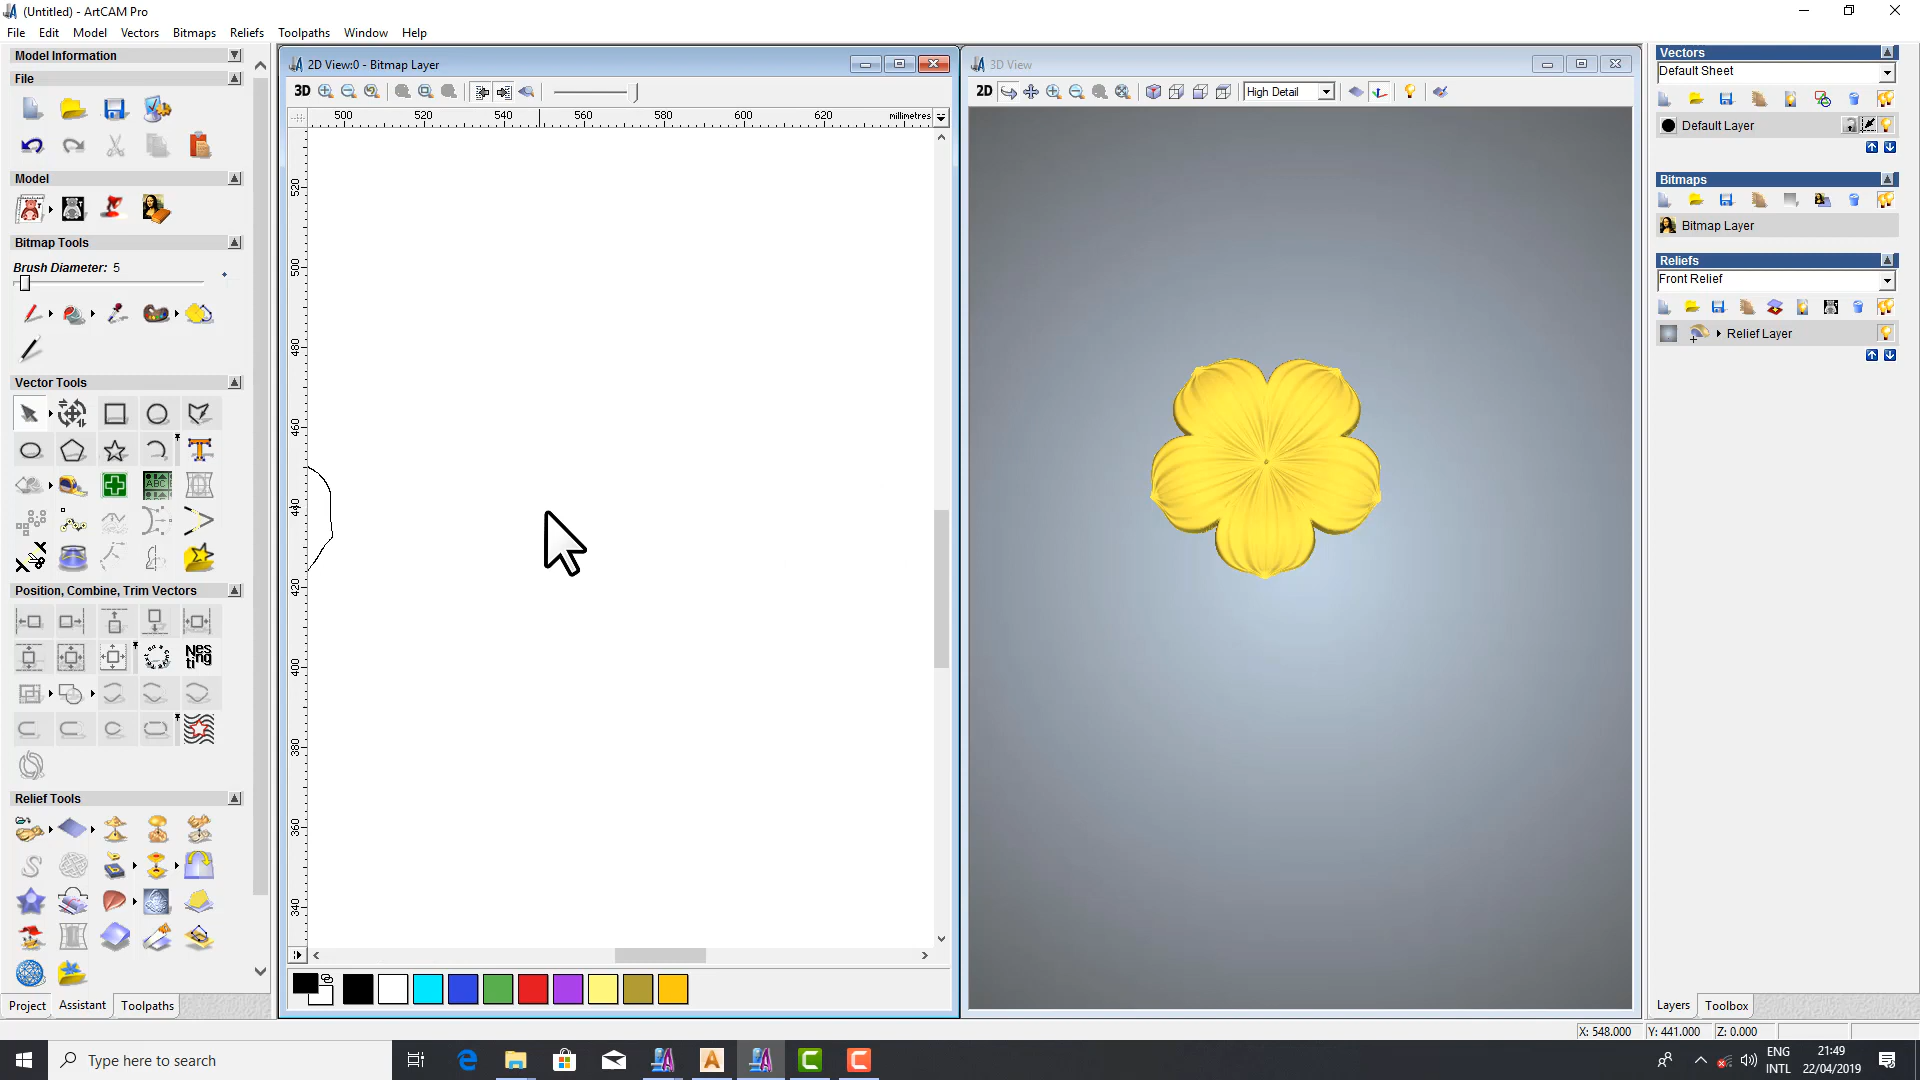 (Untitled) - ArtCAM Pro
File Edit Model Vectors Bitmaps Reliefs Toolpaths Window Help
Model Information
File
Model
Bitmap Tools
Brush Diameter: 5
Vector Tools
ABC
Position, Combine, Trim Vectors
Nes
ting
Relief Tools
Project Assistant Toolpaths
2D View:0 - Bitmap Layer
3D
500 520 540 560 580 600 620 millimetres
520
500
480
460
440
420
400
380
360
340
3D View
2D High Detail
Vectors
Default Sheet
Default Layer
Bitmaps
Bitmap Layer
Reliefs
Front Relief
Relief Layer
Layers Toolbox
X: 548.000 Y: 441.000 Z: 0.000
Type here to search
ENG
INTL
21:49
22/04/2019